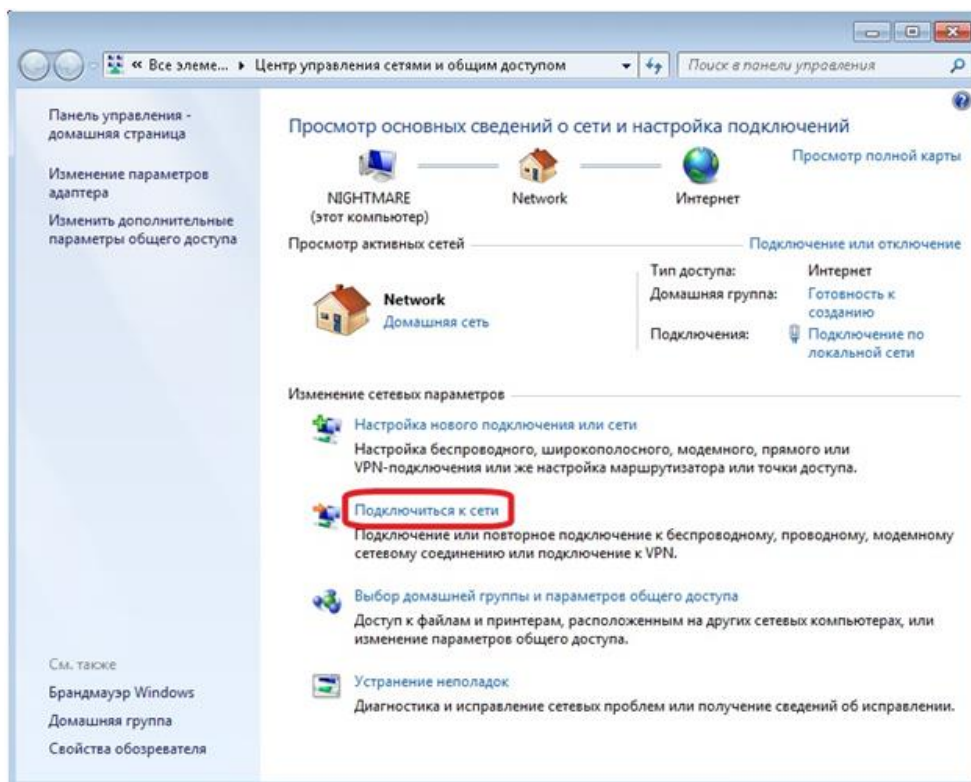 « Все элеме... ▸ Центр управления сетями и общим доступом
Поиск в панели управления
Панель управления -
домашняя страница
Изменение параметров
адаптера
Изменить дополнительные
параметры общего доступа
См. также
Брандмауэр Windows
Домашняя группа
Свойства обозревателя
Просмотр основных сведений о сети и настройка подключений
NIGHTMARE
(этот компьютер)
Network
Интернет
Просмотр полной карты
Просмотр активных сетей
Подключение или отключение
Network
Домашняя сеть
Тип доступа: Интернет
Домашняя группа: Готовность к
созданию
Подключения: Подключение по
локальной сети
Изменение сетевых параметров
Настройка нового подключения или сети
Настройка беспроводного, широкополосного, модемного, прямого или
VPN-подключения или же настройка маршрутизатора или точки доступа.
Подключиться к сети
Подключение или повторное подключение к беспроводному, проводному, модемному
сетевому соединению или подключение к VPN.
Выбор домашней группы и параметров общего доступа
Доступ к файлам и принтерам, расположенным на других сетевых компьютерах, или
изменение параметров общего доступа.
Устранение неполадок
Диагностика и исправление сетевых проблем или получение сведений об исправлении.